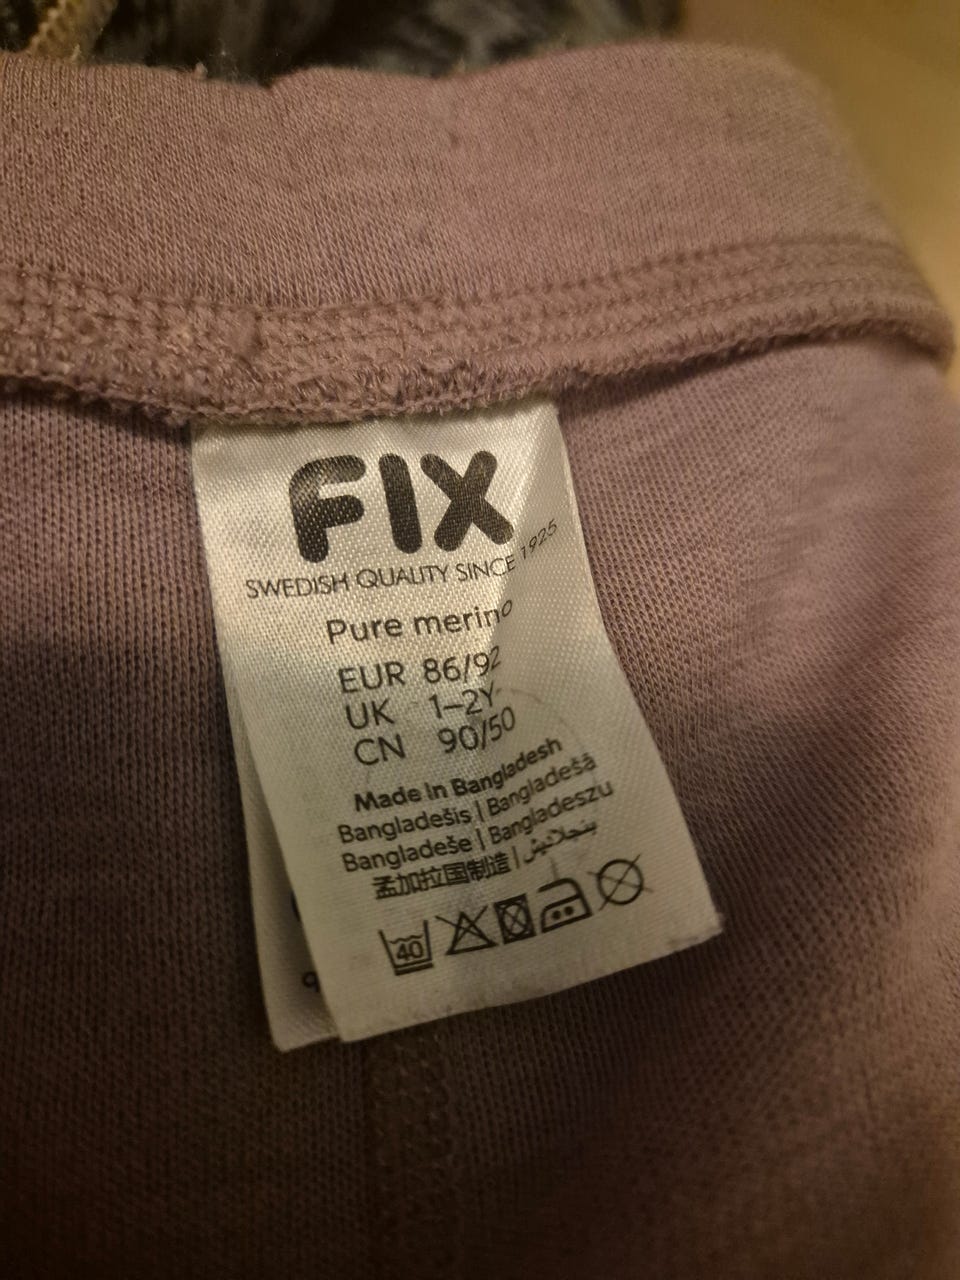 FIX
SWEDISH QUALITY SINCE 1925
Pure merino
EUR 86/92
UK 1–2Y
CN 90/50
Made In Bangladesh
Bangladešis | Bangladešā
Bangladeše | Bangladeszu
孟加拉国制造 | بنجلاديش
40